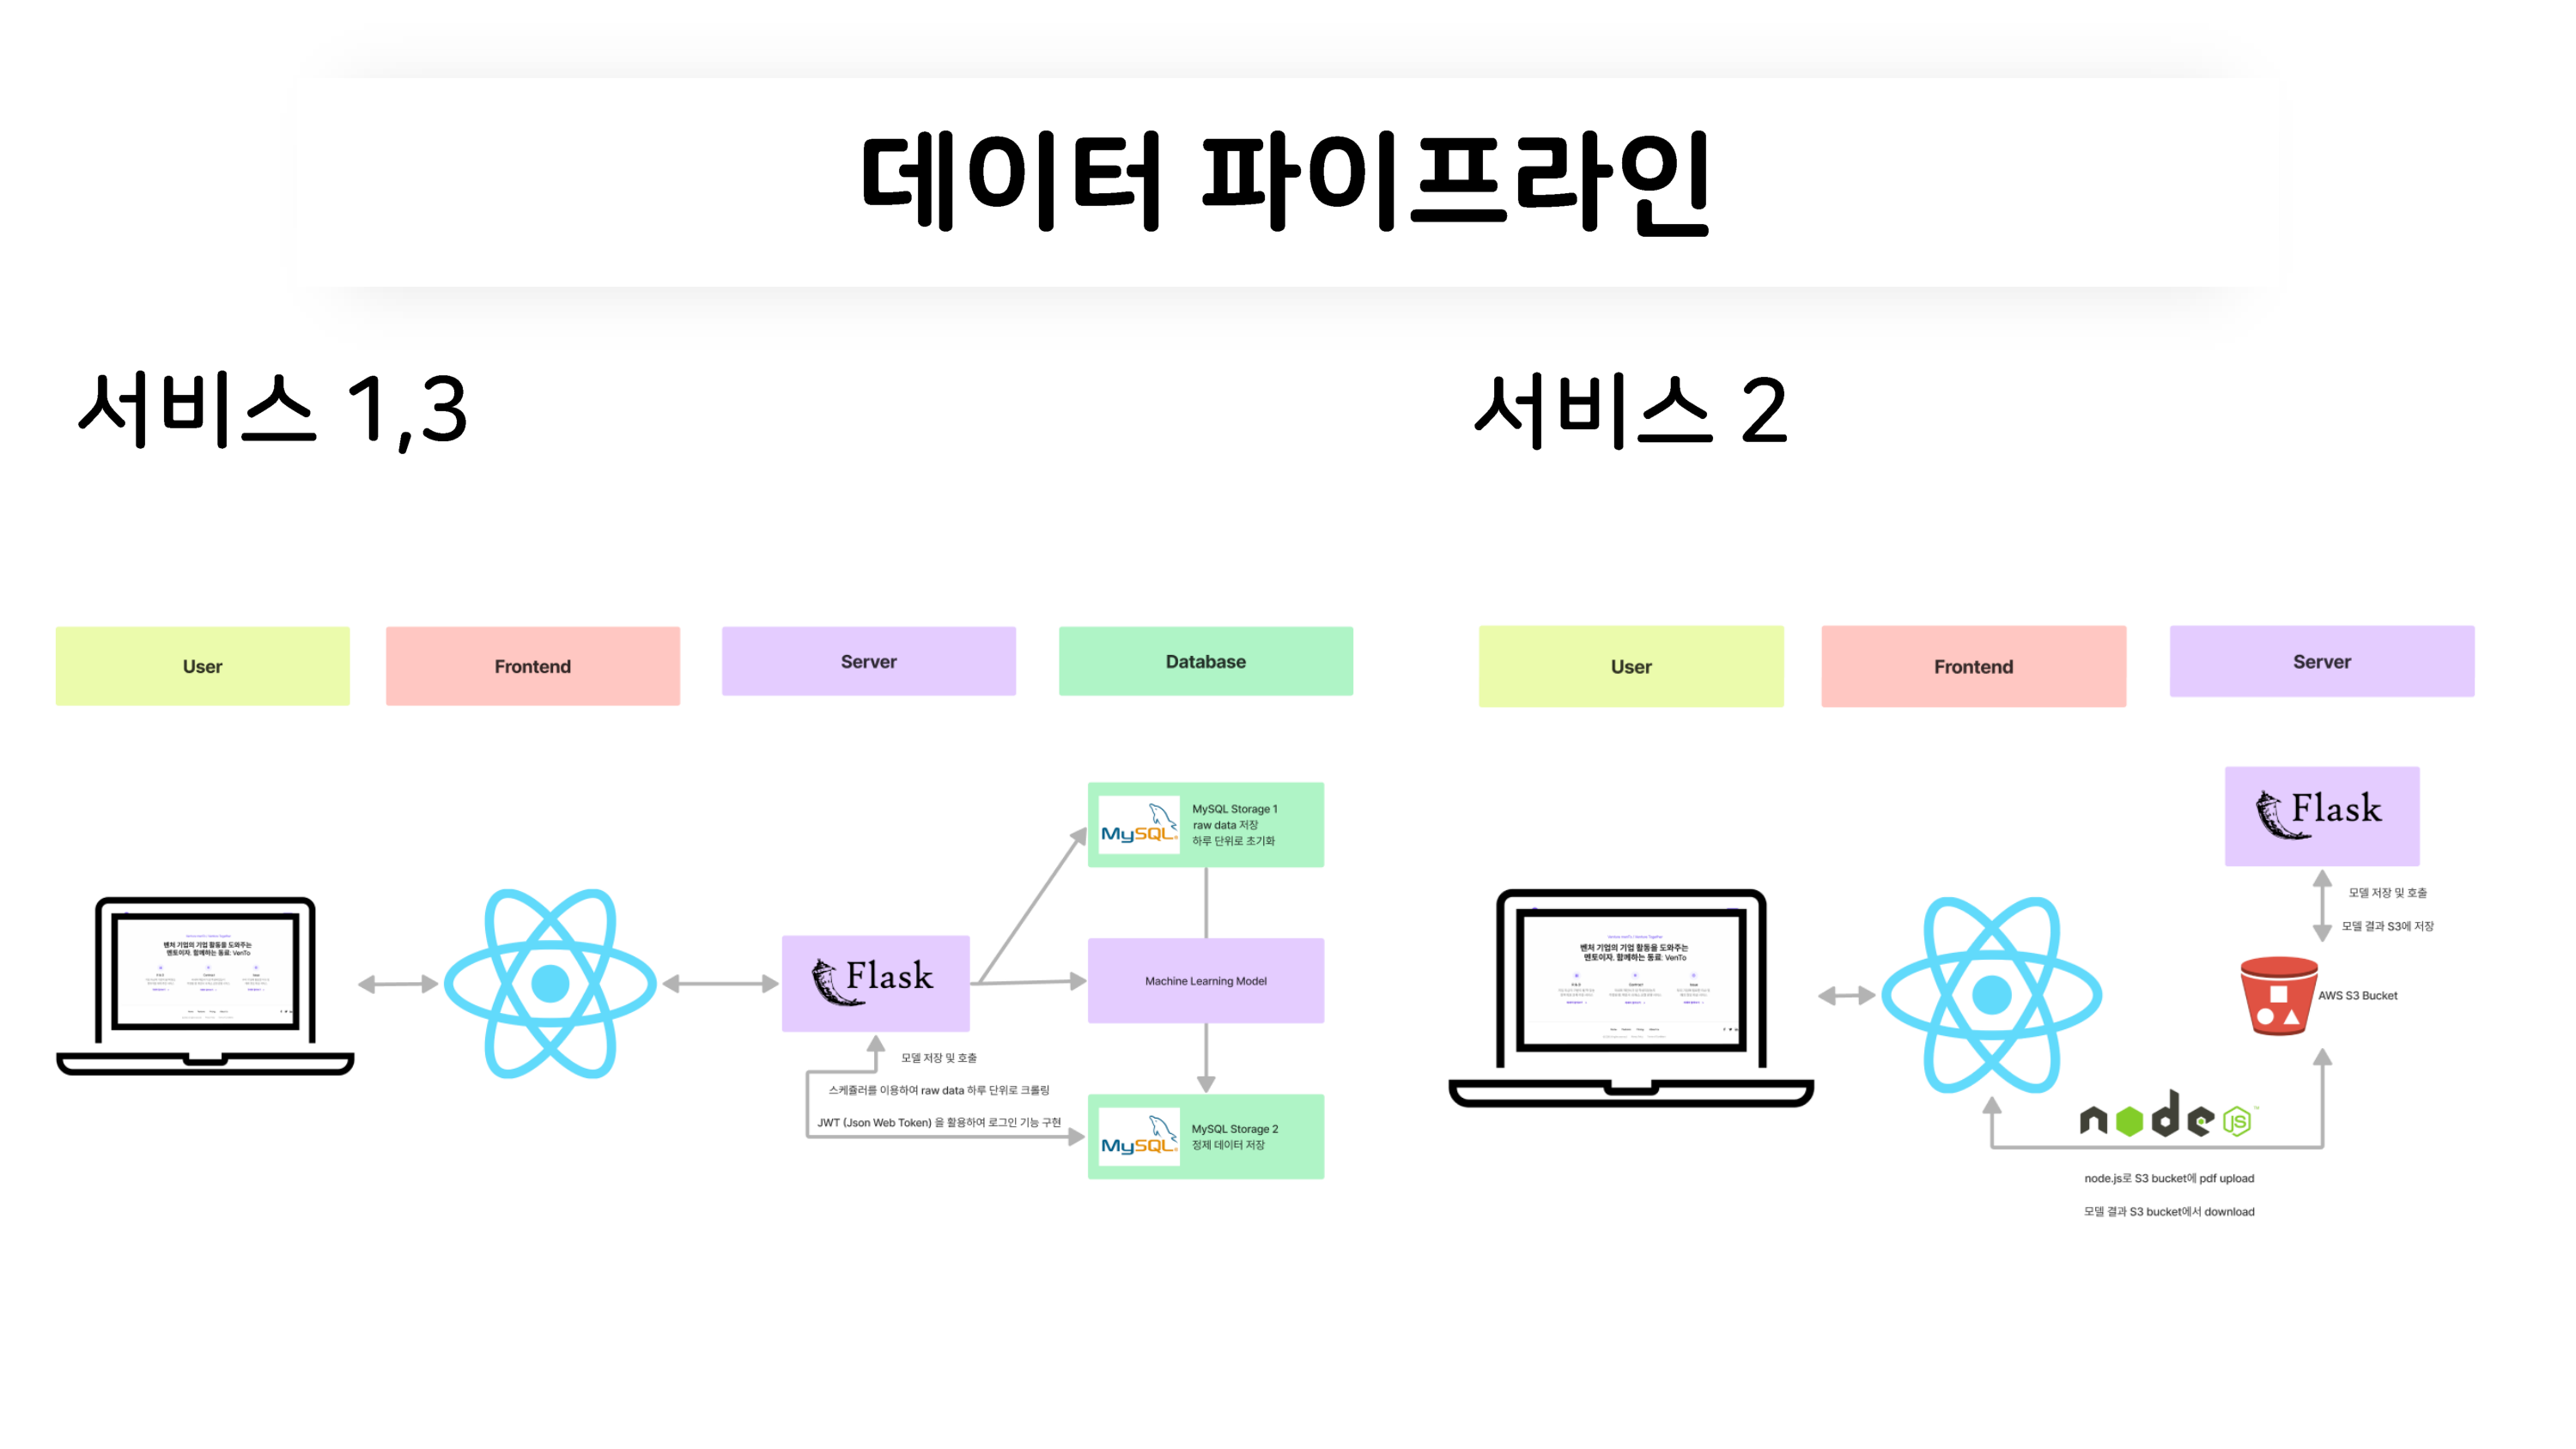 데이터 파이프라인
서비스 1,3
서비스 2
User
Frontend
Server
Database
벤처 기업의 기업 활동을 도와주는
멘토이자, 함께하는 동료: VenTo
Flask
모델 저장 및 호출
스케쥴러를 이용하여 raw data 하루 단위로 크롤링
JWT (Json Web Token) 을 활용하여 로그인 기능 구현
MySQL
MySQL Storage 1
raw data 저장
하루 단위로 초기화
Machine Learning Model
MySQL
MySQL Storage 2
정제 데이터 저장
User
Frontend
Server
벤처 기업의 기업 활동을 도와주는
멘토이자, 함께하는 동료: VenTo
Flask
모델 저장 및 호출
모델 결과 S3에 저장
AWS S3 Bucket
node JS
node.js로 S3 bucket에 pdf upload
모델 결과 S3 bucket에서 download